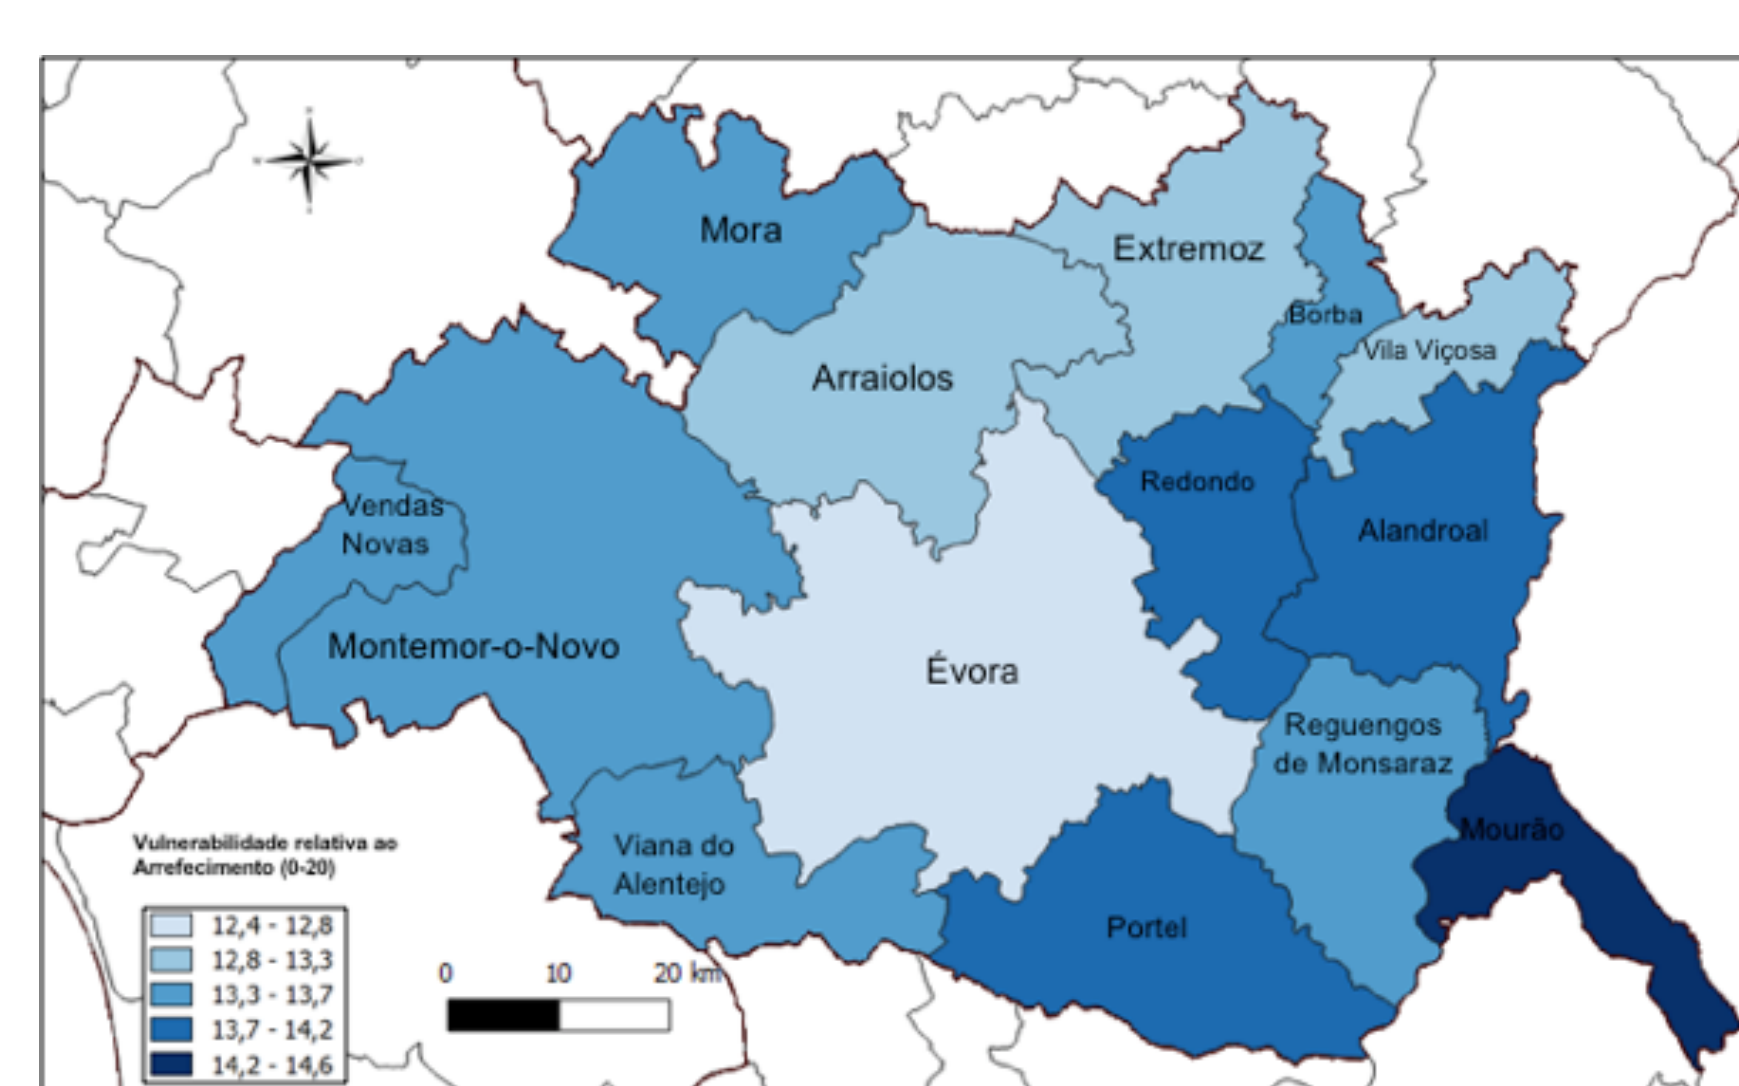 Mora
Extremoz
Borba
Vila Viçosa
Arraiolos
Redondo
Alandroal
Vendas
Novas
Montemor-o-Novo
Évora
Reguengos
de Monsaraz
Mourão
Viana do
Alentejo
Portel
Vulnerabilidade relativa ao
Arrefecimento (0-20)
12,4 - 12,8
12,8 - 13,3
13,3 - 13,7
13,7 - 14,2
14,2 - 14,6
0 10 20 km